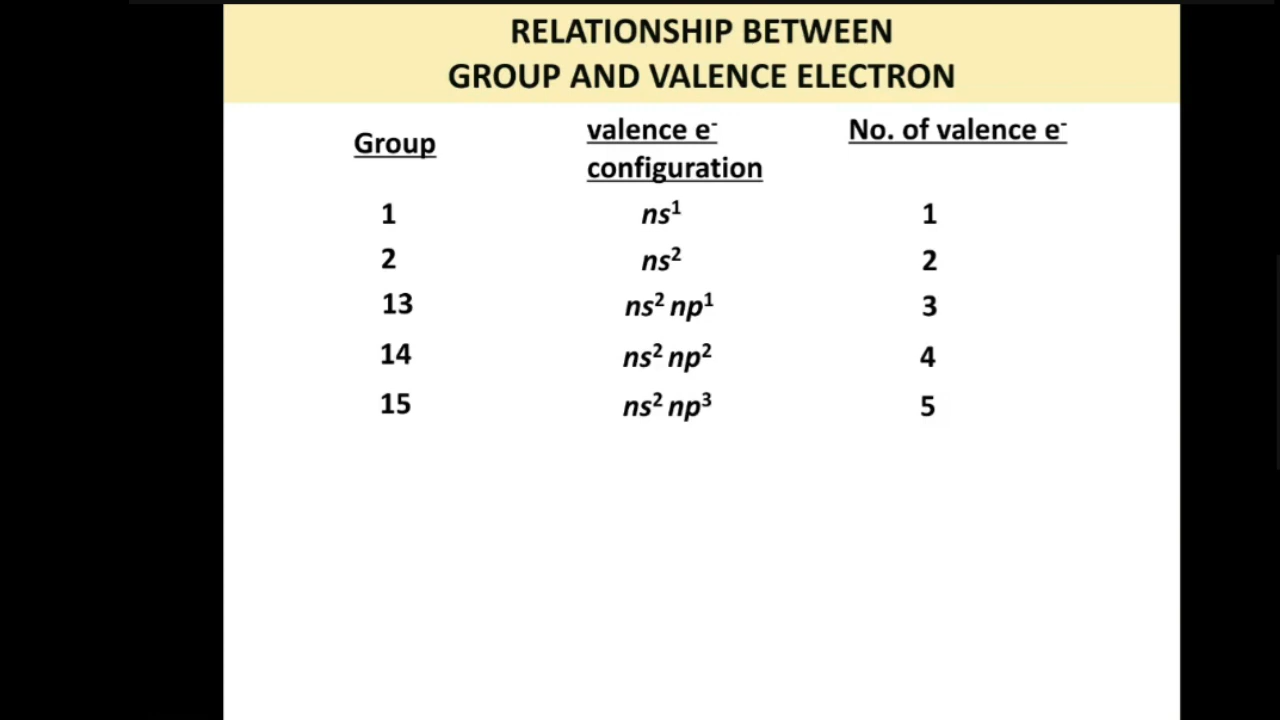 RELATIONSHIP BETWEEN
GROUP AND VALENCE ELECTRON
Group valence e⁻ configuration No. of valence e⁻
1 ns¹ 1
2 ns² 2
13 ns² np¹ 3
14 ns² np² 4
15 ns² np³ 5